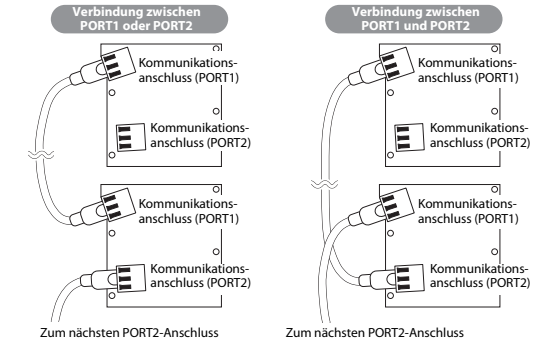 Verbindung zwischen
PORT1 oder PORT2
Kommunikations-
anschluss (PORT1)
Kommunikations-
anschluss (PORT2)
Kommunikations-
anschluss (PORT1)
Kommunikations-
anschluss (PORT2)
Zum nächsten PORT2-Anschluss
Verbindung zwischen
PORT1 und PORT2
Kommunikations-
anschluss (PORT1)
Kommunikations-
anschluss (PORT2)
Kommunikations-
anschluss (PORT1)
Kommunikations-
anschluss (PORT2)
Zum nächsten PORT2-Anschluss